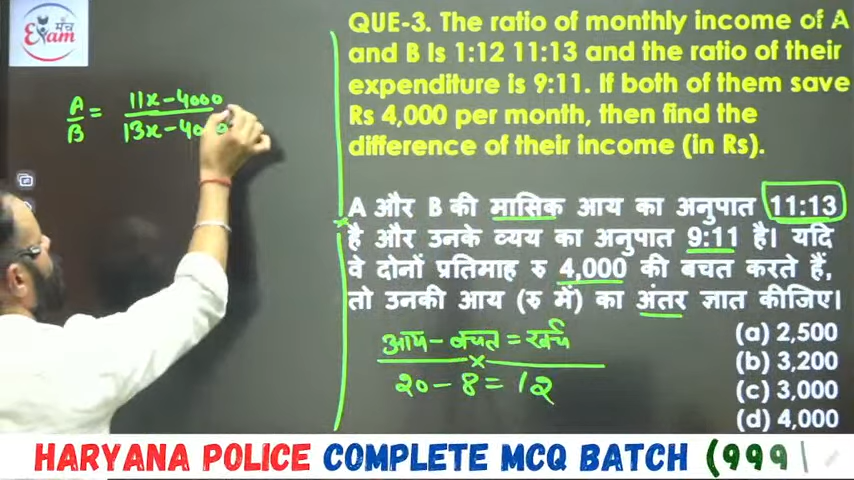 मंच
Exam
QUE-3. The ratio of monthly income of A
and B Is 1:12 11:13 and the ratio of their
expenditure is 9:11. If both of them save
Rs 4,000 per month, then find the
difference of their income (in Rs).
A और B की मासिक आय का अनुपात 11:13
है और उनके व्यय का अनुपात 9:11 है। यदि
वे दोनों प्रतिमाह रु 4,000 की बचत करते हैं,
तो उनकी आय (रु में) का अंतर ज्ञात कीजिए।
(a) 2,500
(b) 3,200
(c) 3,000
(d) 4,000
A/B = 11x-4000
13x-4000
आय - बचत = खर्च
20 - 8 = 12
HARYANA POLICE COMPLETE MCQ BATCH (999